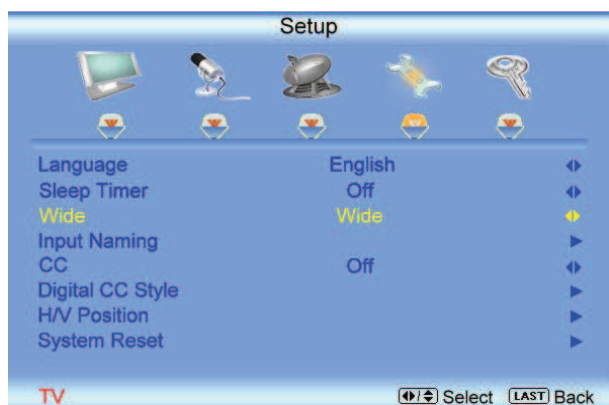 Setup
Language English
Sleep Timer Off
Wide Wide
Input Naming
CC Off
Digital CC Style
H/V Position
System Reset
TV Select LAST Back